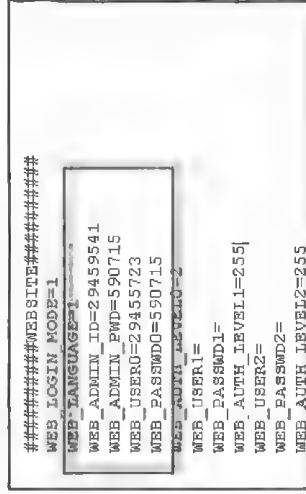 ###########WEBSITE###########
WEB_LOGIN_MODE=1
WEB_LANGUAGE=1
WEB_ADMIN_ID=29459541
WEB_ADMIN_PWD=590715
WEB_USER0=29455723
WEB_PASSWD0=590715
WEB_AUTH_LEVEL0=2
WEB_USER1=
WEB_PASSWD1=
WEB_AUTH_LEVEL1=255
WEB_USER2=
WEB_PASSWD2=
WEB_AUTH_LEVEL2=255